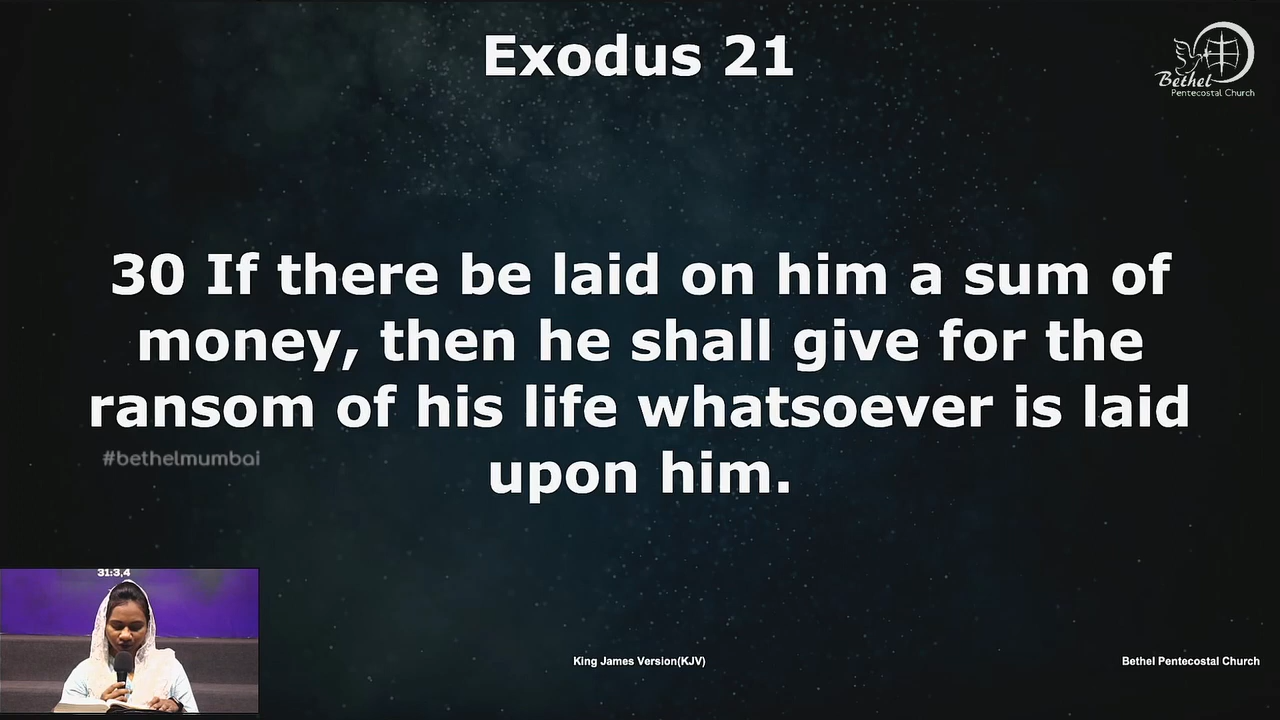 Exodus 21
Bethel
Pentecostal Church
30 If there be laid on him a sum of
money, then he shall give for the
ransom of his life whatsoever is laid
upon him.
#bethelmumbai
31:3,4
King James Version(KJV)
Bethel Pentecostal Church